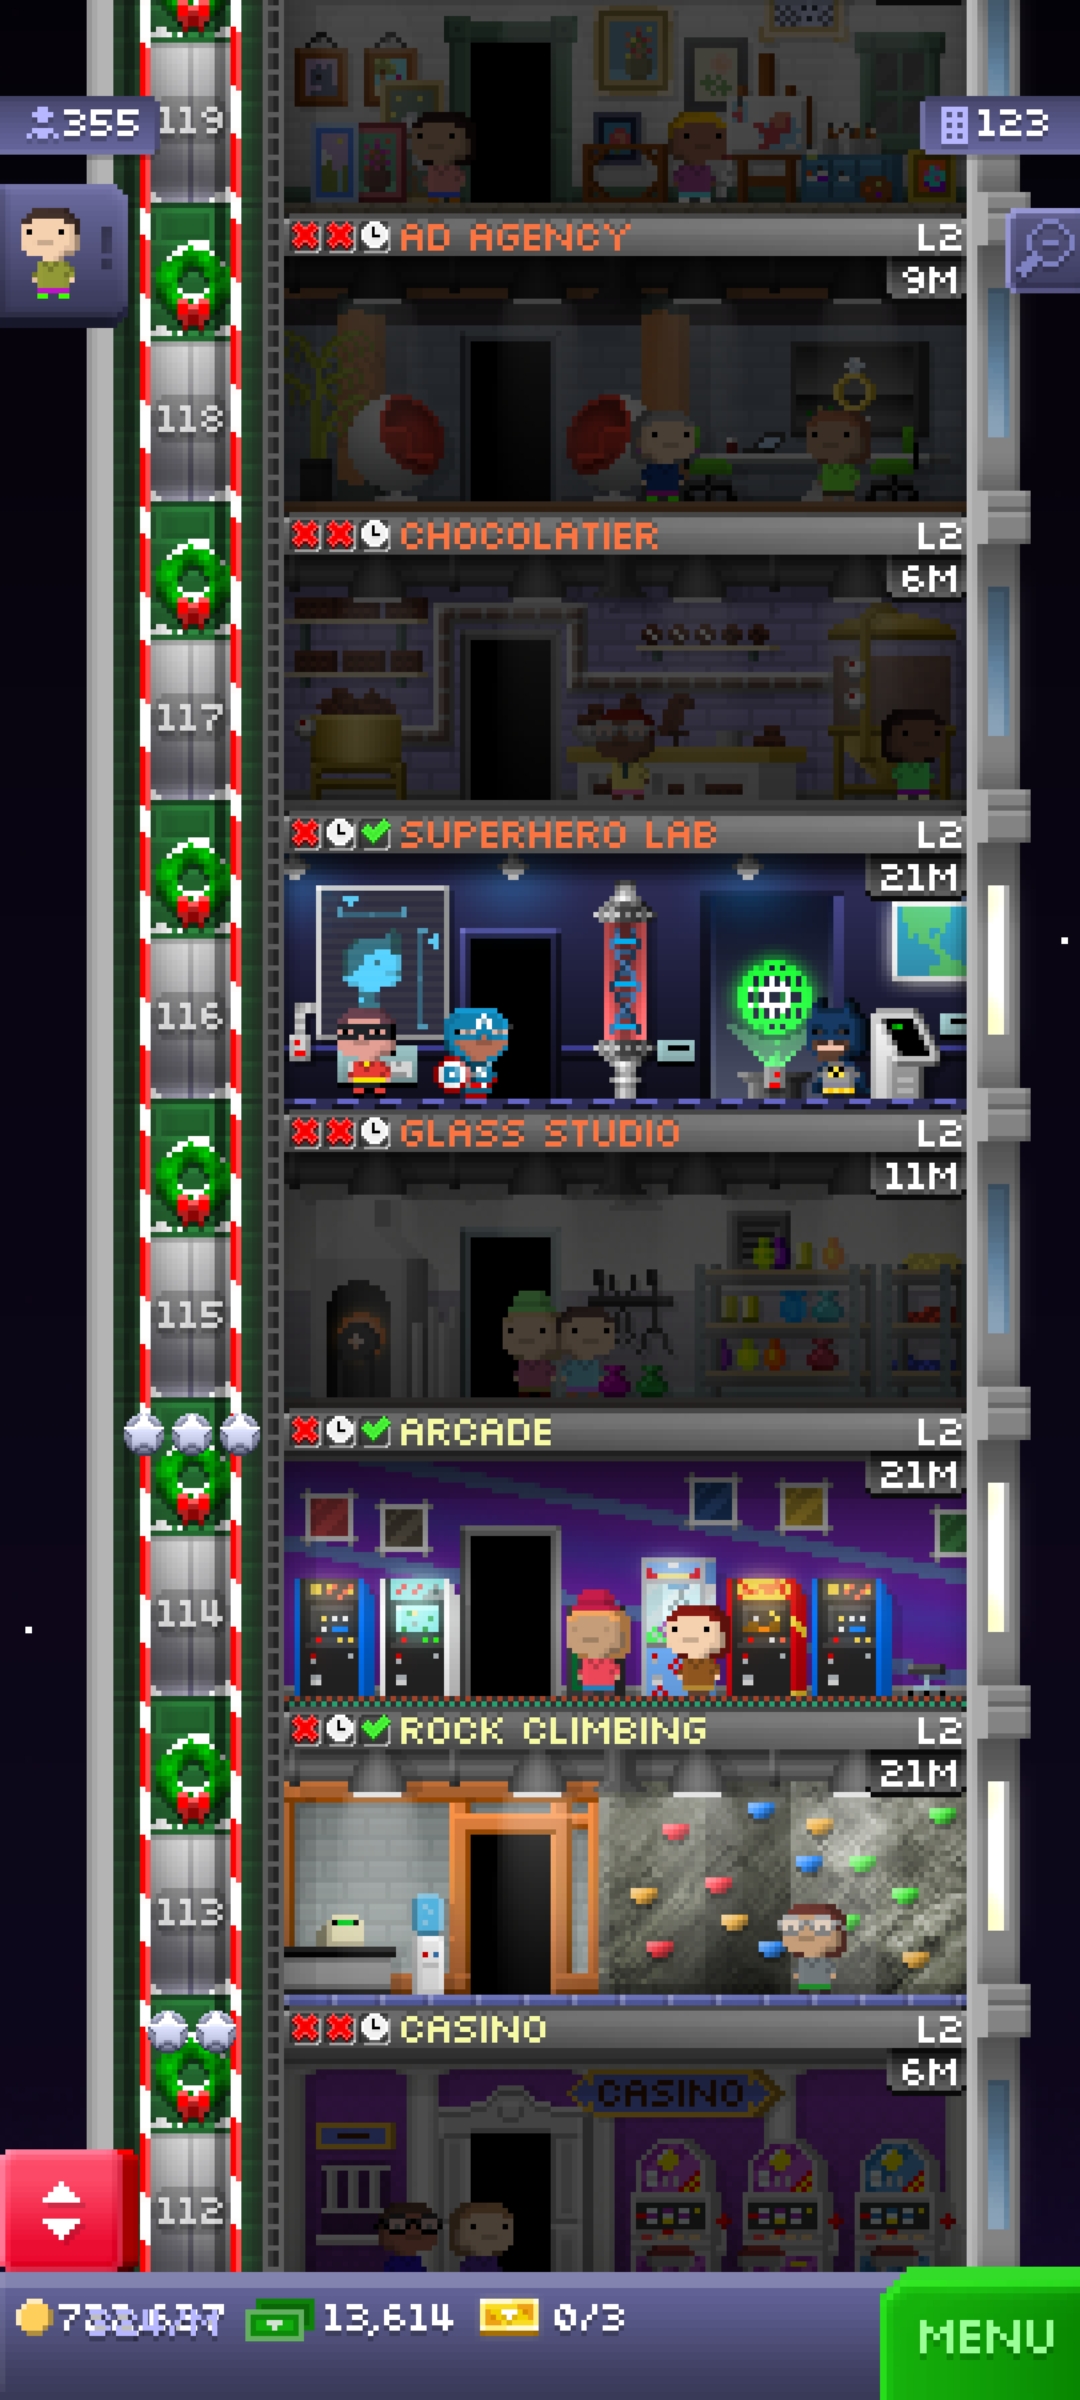 119
355
123
AD AGENCY L2
9M
118
CHOCOLATIER L2
6M
117
SUPERHERO LAB L2
21M
116
GLASS STUDIO L2
11M
115
ARCADE L2
21M
114
ROCK CLIMBING L2
21M
113
CASINO L2
6M
CASINO
112
13,614 0/3
MENU